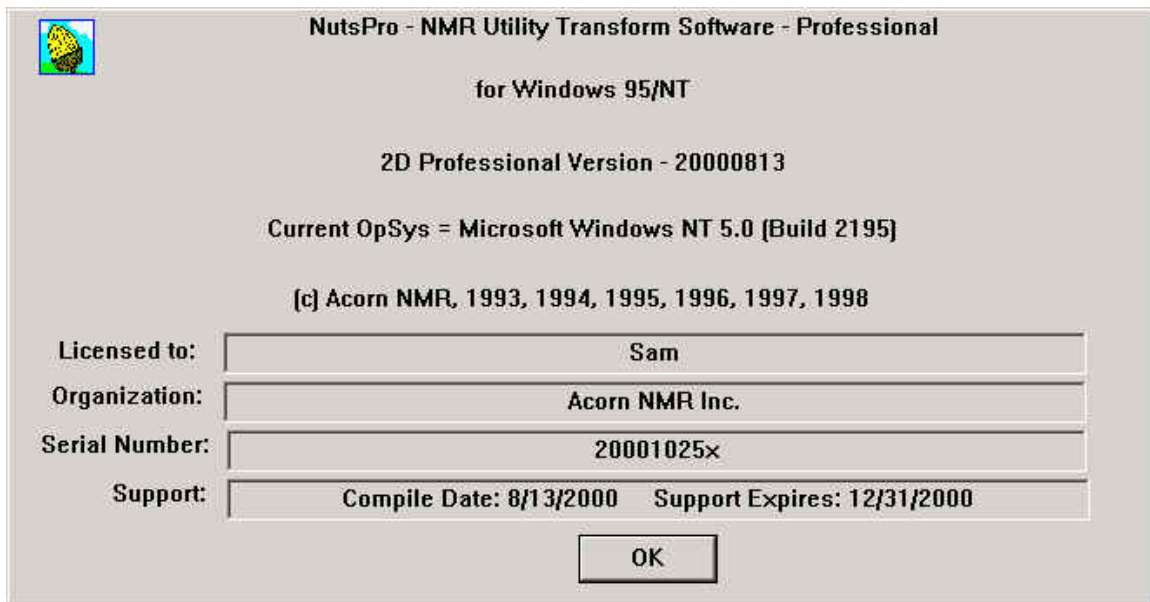 NutsPro - NMR Utility Transform Software - Professional
for Windows 95/NT
2D Professional Version - 20000813
Current OpSys = Microsoft Windows NT 5.0 (Build 2195)
(c) Acorn NMR, 1993, 1994, 1995, 1996, 1997, 1998
Licensed to: Sam
Organization: Acorn NMR Inc.
Serial Number: 20001025x
Support: Compile Date: 8/13/2000 Support Expires: 12/31/2000
OK